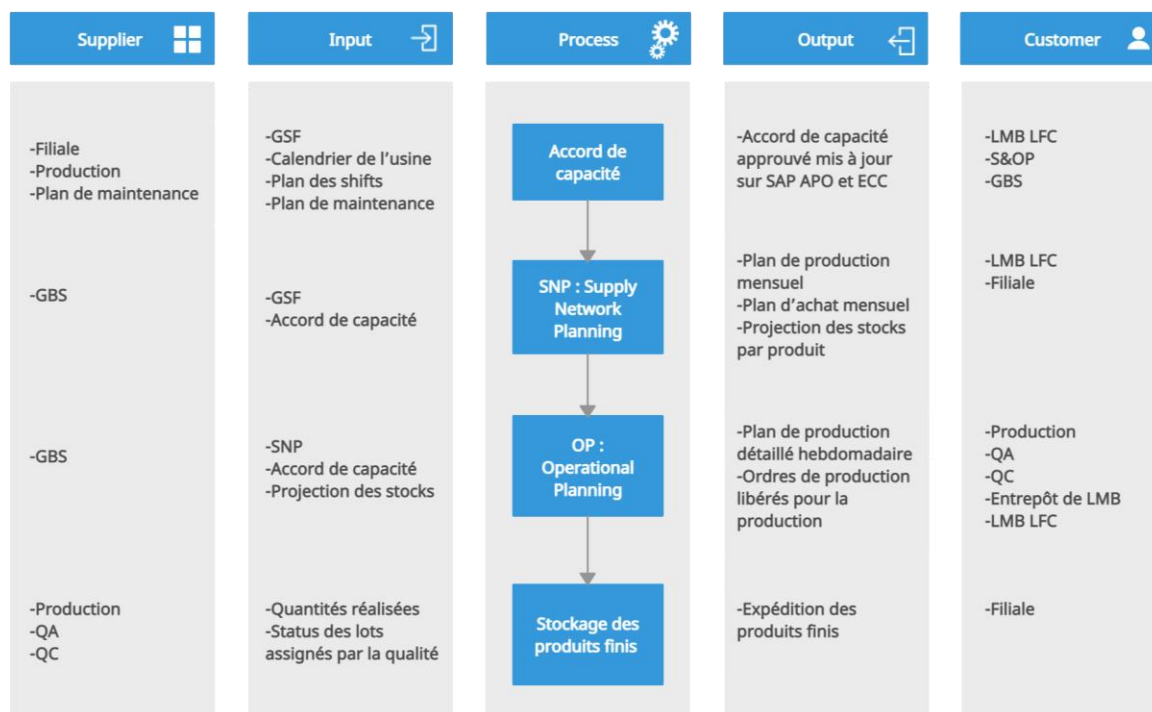 Supplier
Input
Process
Output
Customer
-Filiale
-Production
-Plan de maintenance
-GSF
-Calendrier de l'usine
-Plan des shifts
-Plan de maintenance
Accord de
capacité
-Accord de capacité
approuvé mis à jour
sur SAP APO et ECC
-LMB LFC
-S&OP
-GBS
-GBS
-GSF
-Accord de capacité
SNP : Supply
Network
Planning
-Plan de production
mensuel
-Plan d'achat mensuel
-Projection des stocks
par produit
-LMB LFC
-Filiale
-GBS
-SNP
-Accord de capacité
-Projection des stocks
OP :
Operational
Planning
-Plan de production
détaillé hebdomadaire
-Ordres de production
libérés pour la
production
-Production
-QA
-QC
-Entrepôt de LMB
-LMB LFC
-Production
-QA
-QC
-Quantités réalisées
-Status des lots
assignés par la qualité
Stockage des
produits finis
-Expédition des
produits finis
-Filiale